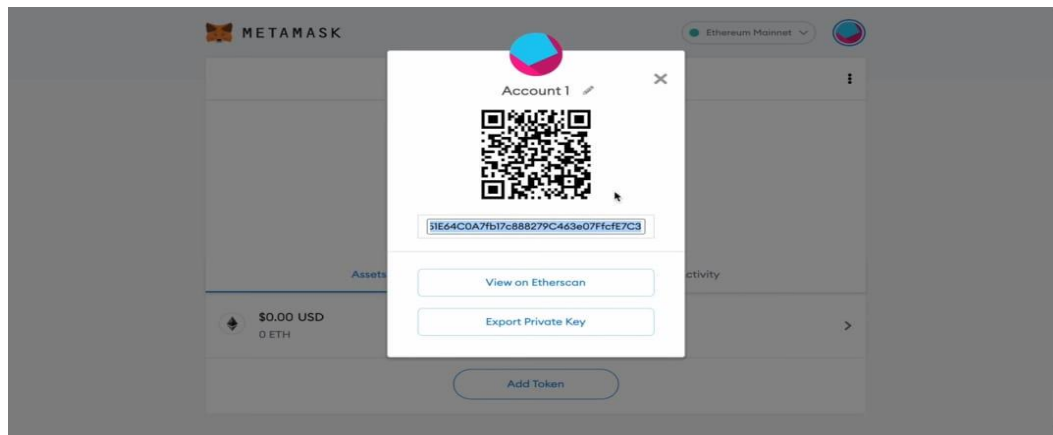 METAMASK
Ethereum Mainnet
Account 1
51E64C0A7fb17c888279C463e07FfcfE7C3
Assets
ctivity
View on Etherscan
$0.00 USD
0 ETH
Export Private Key
Add Token